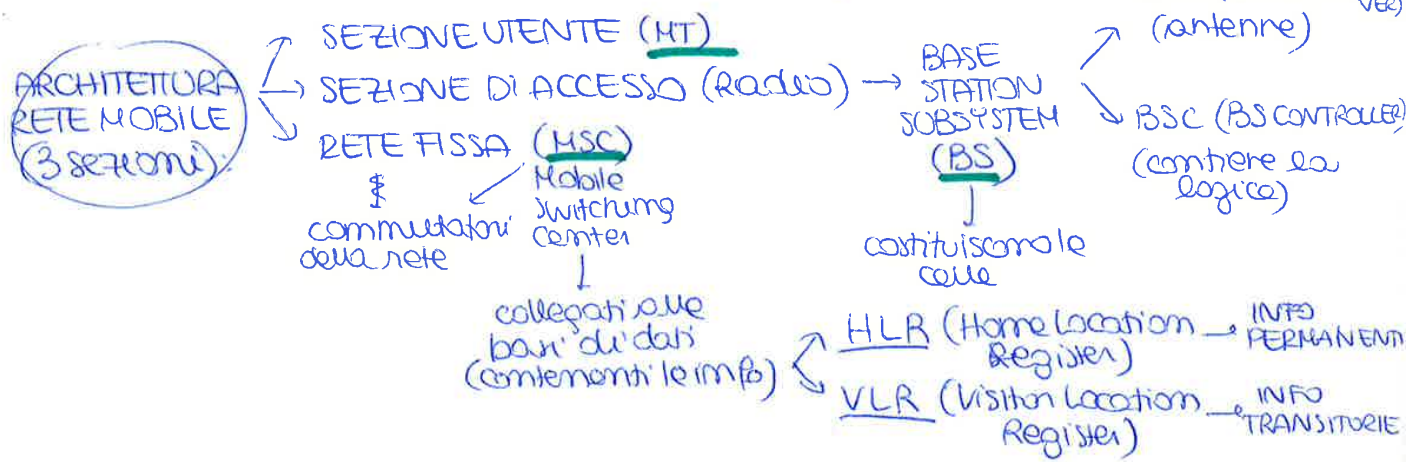 VER)
(antenne)
SEZIONE UTENTE (MT)
ARCHITETTURA
RETE MOBILE
(3 sezioni):
SEZIONE DI ACCESSO (Radio)
BASE
STATION
SUBSYSTEM
(BS)
BSC (BS CONTROLLER)
(contiene la
logica)
RETE FISSA (MSC)
Mobile
Switching
Center
commutatori
della rete
costituiscono le
celle
collegati alle
basi di dati
(contenenti le info)
HLR (Home Location
Register)
INFO
PERMANENTI
VLR (Visitor Location
Register)
INFO
TRANSITORIE